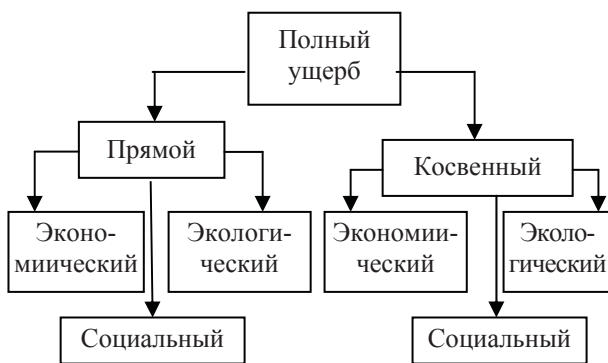 Полный
ущерб
Прямой
Косвенный
Эконо-
миический
Экологи-
ческий
Экономии-
ческий
Эколо-
гический
Социальный
Социальный